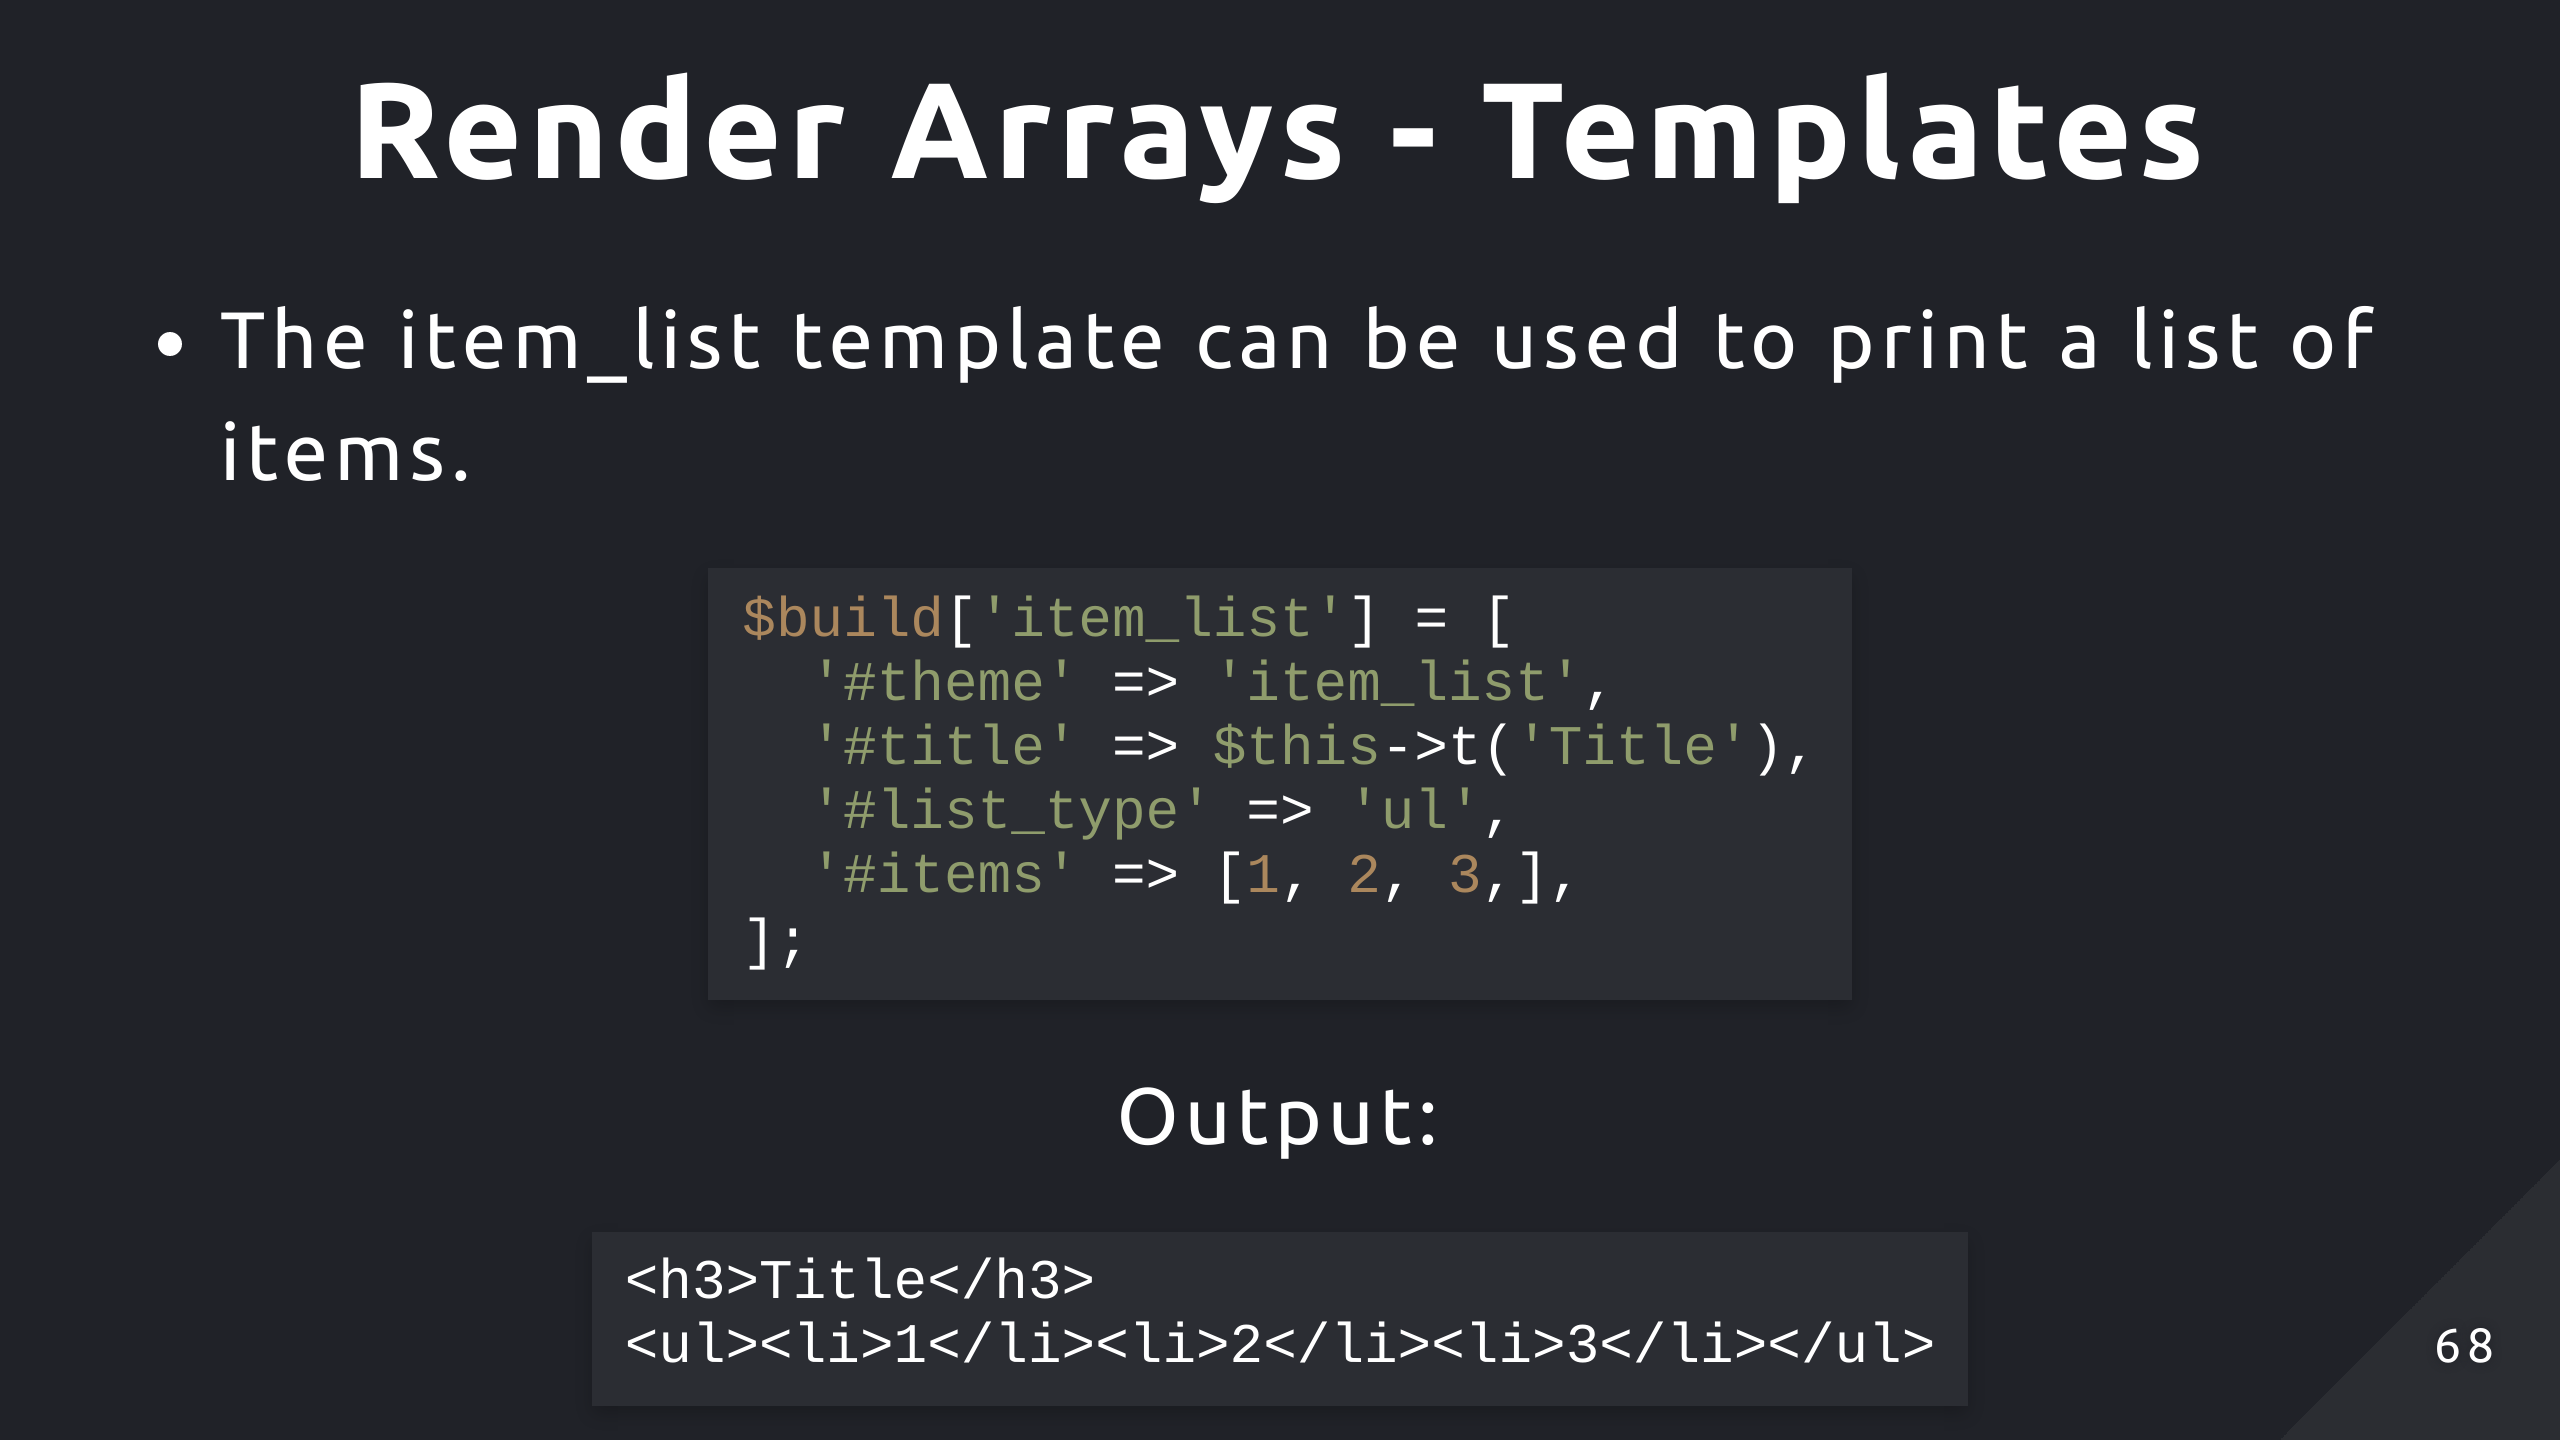 Render Arrays - Templates
• The item_list template can be used to print a list of
items.
$build['item_list'] = [
  '#theme' => 'item_list',
  '#title' => $this->t('Title'),
  '#list_type' => 'ul',
  '#items' => [1, 2, 3,],
];
Output:
<h3>Title</h3>
<ul><li>1</li><li>2</li><li>3</li></ul>
68